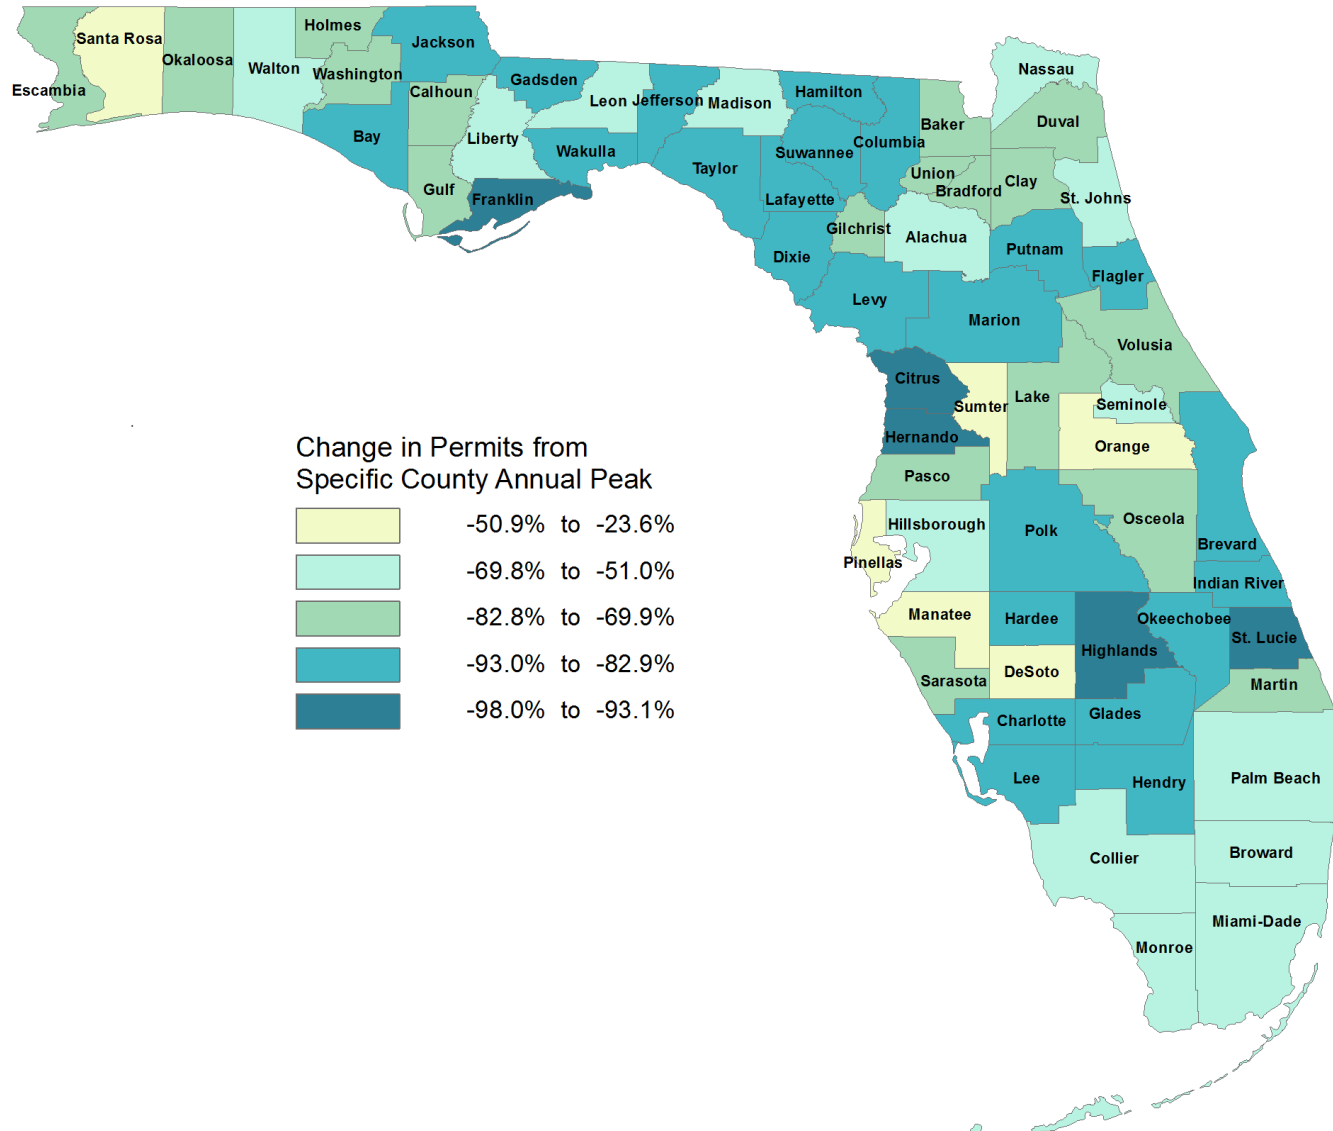 Holmes
Santa Rosa
Jackson
Okaloosa
Walton
Washington
Escambia
Calhoun
Gadsden
Leon
Jefferson
Madison
Hamilton
Nassau
Bay
Liberty
Wakulla
Taylor
Suwannee
Columbia
Baker
Duval
Gulf
Franklin
Lafayette
Union
Bradford
Clay
St. Johns
Gilchrist
Alachua
Dixie
Putnam
Flagler
Levy
Marion
Volusia
Citrus
Sumter
Lake
Seminole
Hernando
Orange
Pasco
Change in Permits from
Specific County Annual Peak
-50.9% to -23.6%
-69.8% to -51.0%
-82.8% to -69.9%
-93.0% to -82.9%
-98.0% to -93.1%
Hillsborough
Polk
Osceola
Brevard
Pinellas
Indian River
Manatee
Hardee
Okeechobee
Highlands
St. Lucie
DeSoto
Sarasota
Martin
Charlotte
Glades
Lee
Hendry
Palm Beach
Collier
Broward
Miami-Dade
Monroe